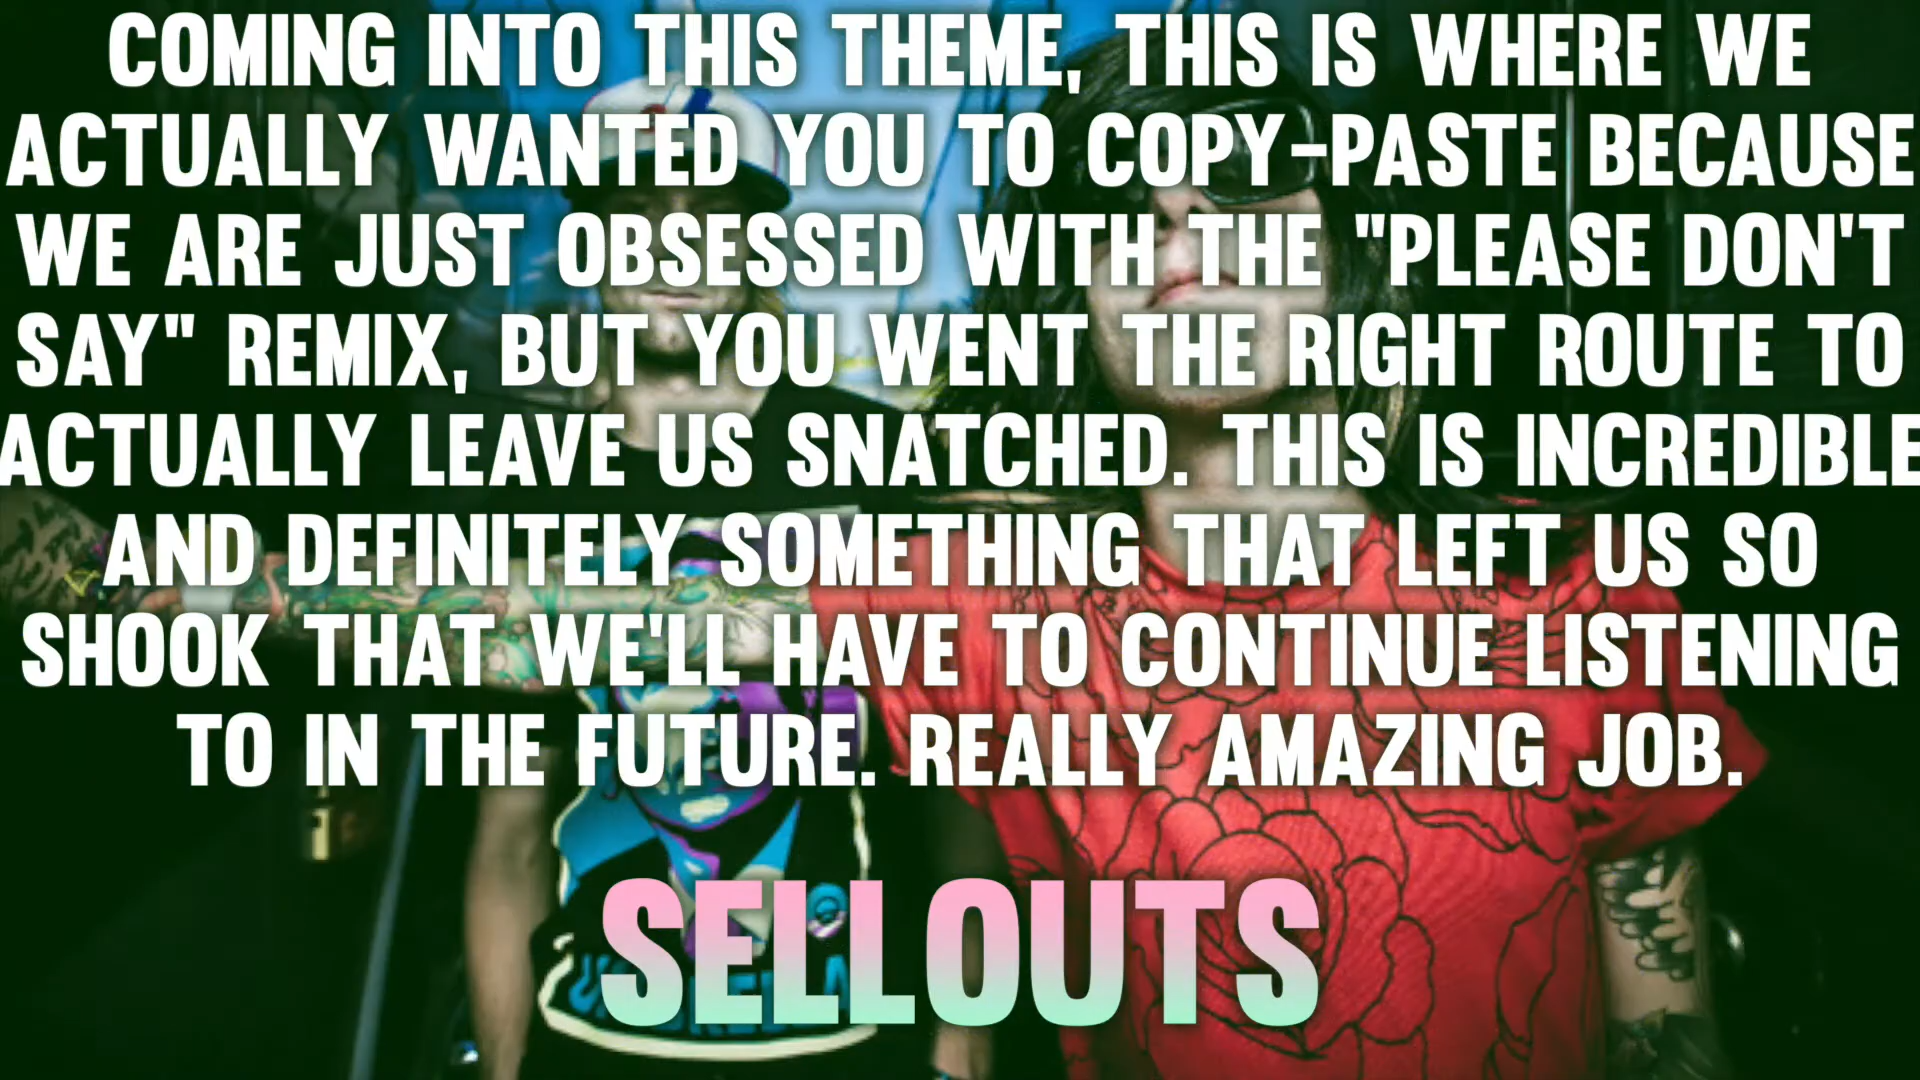 COMING INTO THIS THEME, THIS IS WHERE WE
ACTUALLY WANTED YOU TO COPY-PASTE BECAUSE
WE ARE JUST OBSESSED WITH THE "PLEASE DON'T
SAY" REMIX, BUT YOU WENT THE RIGHT ROUTE TO
ACTUALLY LEAVE US SNATCHED. THIS IS INCREDIBLE
AND DEFINITELY SOMETHING THAT LEFT US SO
SHOOK THAT WE'LL HAVE TO CONTINUE LISTENING
TO IN THE FUTURE. REALLY AMAZING JOB.
SELLOUTS